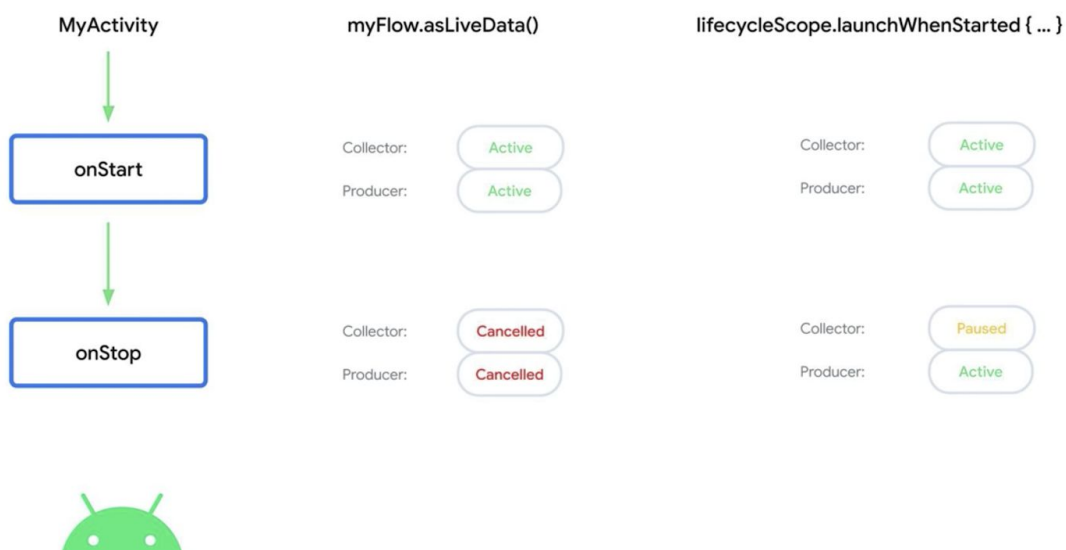 MyActivity
myFlow.asLiveData()
lifecycleScope.launchWhenStarted { ... }
onStart
Collector: Active
Producer: Active
Collector: Active
Producer: Active
onStop
Collector: Cancelled
Producer: Cancelled
Collector: Paused
Producer: Active